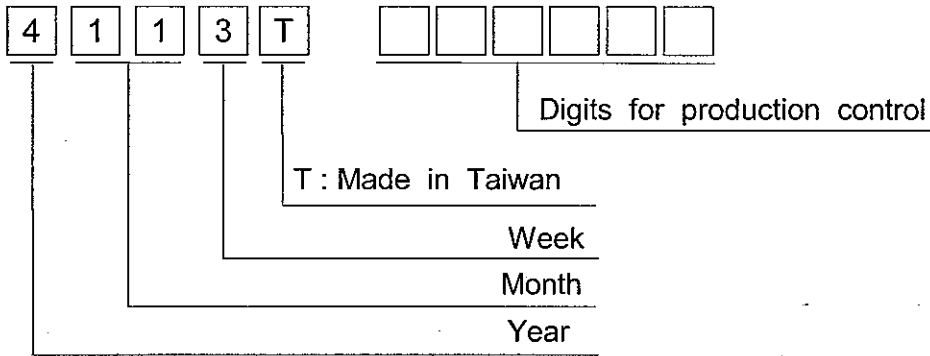 4 1 1 3 T
Digits for production control
T : Made in Taiwan
Week
Month
Year